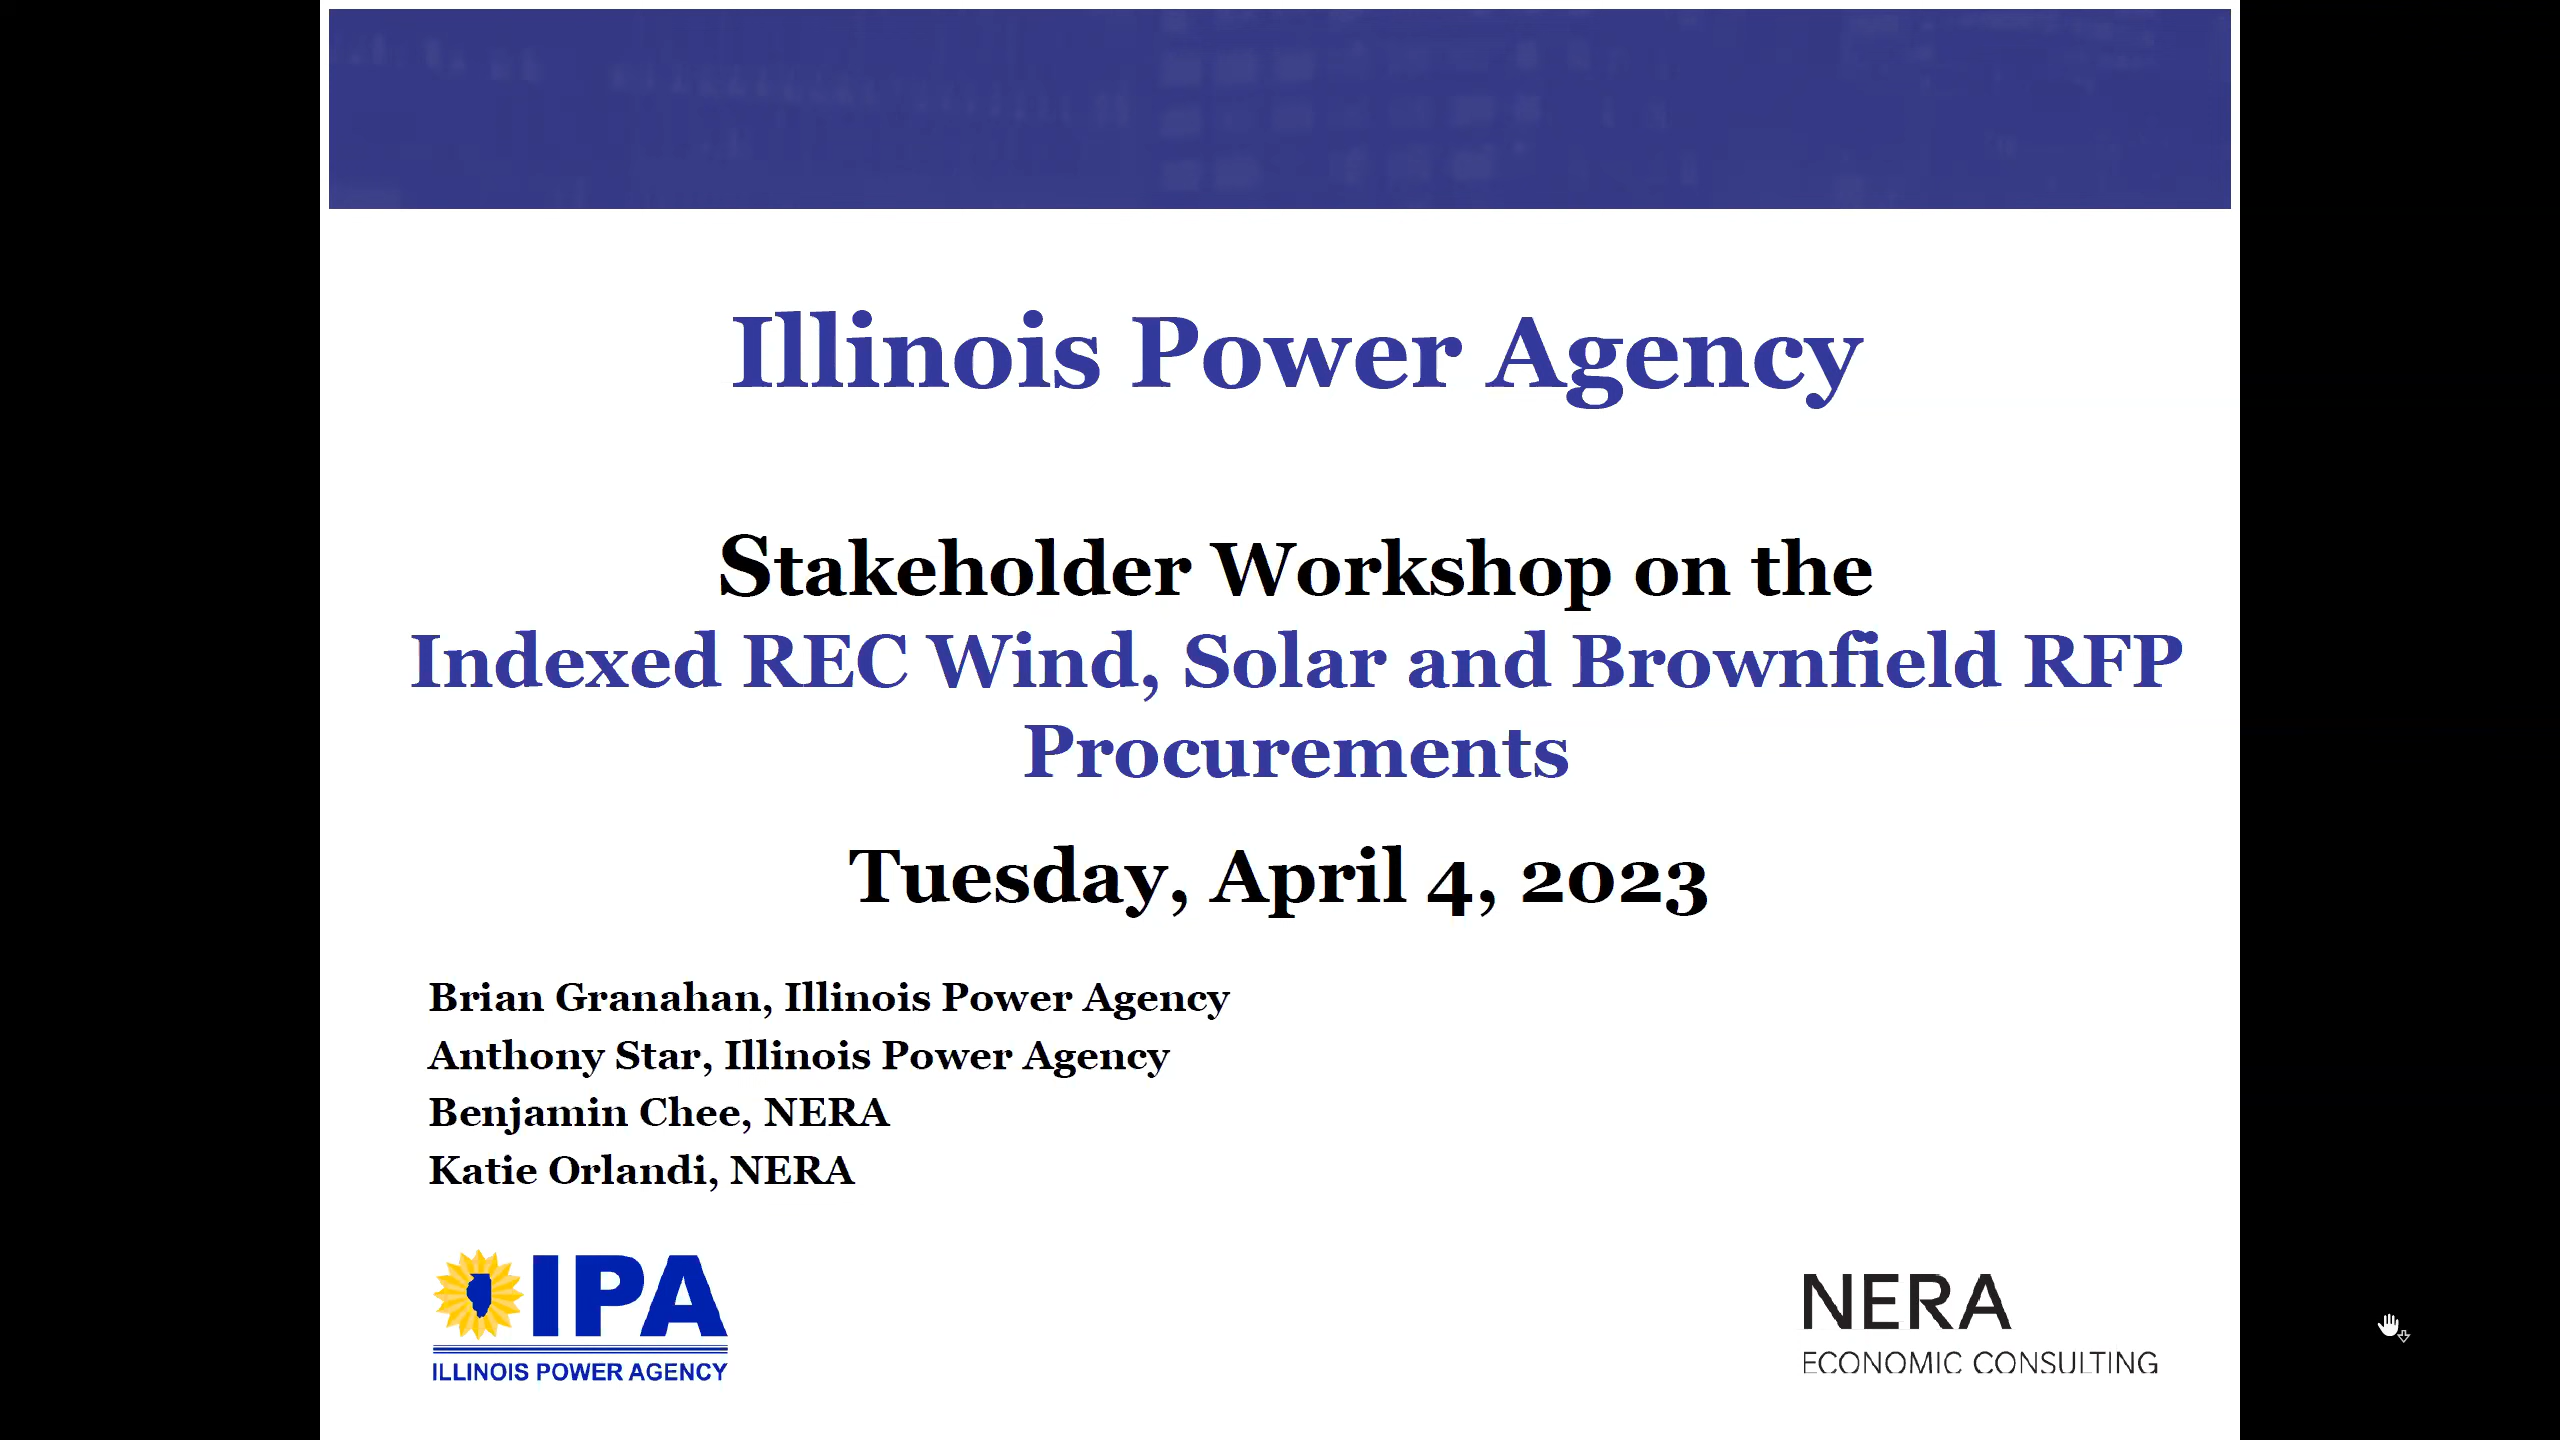 Illinois Power Agency
Stakeholder Workshop on the
Indexed REC Wind, Solar and Brownfield RFP
Procurements
Tuesday, April 4, 2023
Brian Granahan, Illinois Power Agency
Anthony Star, Illinois Power Agency
Benjamin Chee, NERA
Katie Orlandi, NERA
IPA
ILLINOIS POWER AGENCY
NERA
ECONOMIC CONSULTING